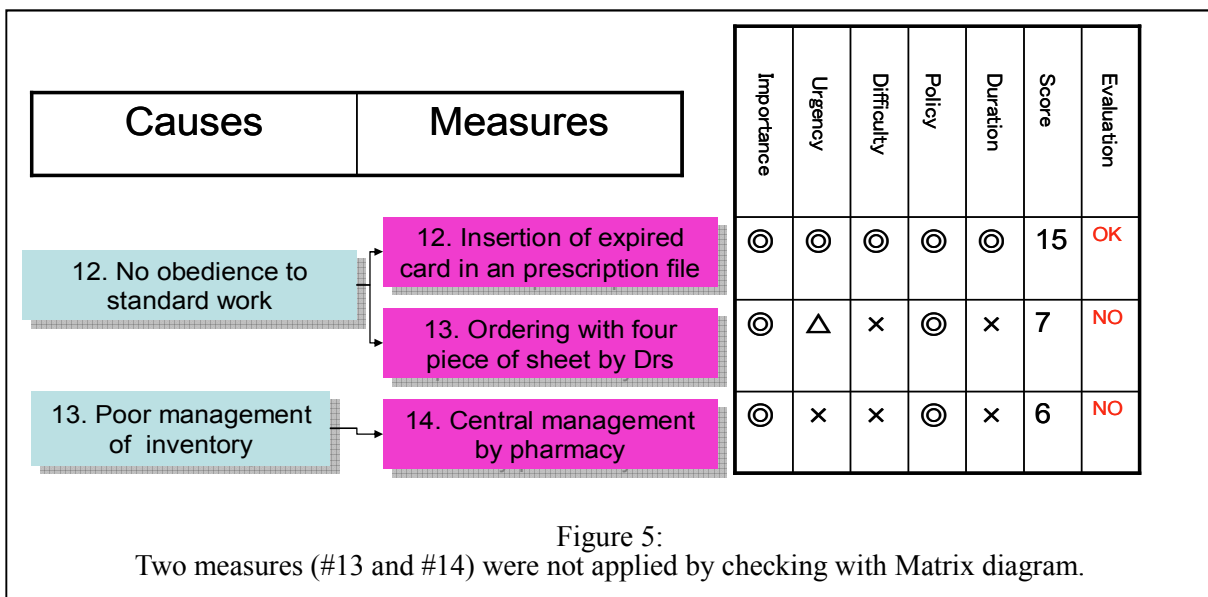 Causes Measures
Importance
Urgency
Difficulty
Policy
Duration
Score
Evaluation
12. No obedience to
standard work
12. Insertion of expired
card in an prescription file
◎ ◎ ◎ ◎ ◎ 15 OK
13. Ordering with four
piece of sheet by Drs
◎ △ × ◎ × 7 NO
13. Poor management
of inventory
14. Central management
by pharmacy
◎ × × ◎ × 6 NO
Figure 5:
Two measures (#13 and #14) were not applied by checking with Matrix diagram.